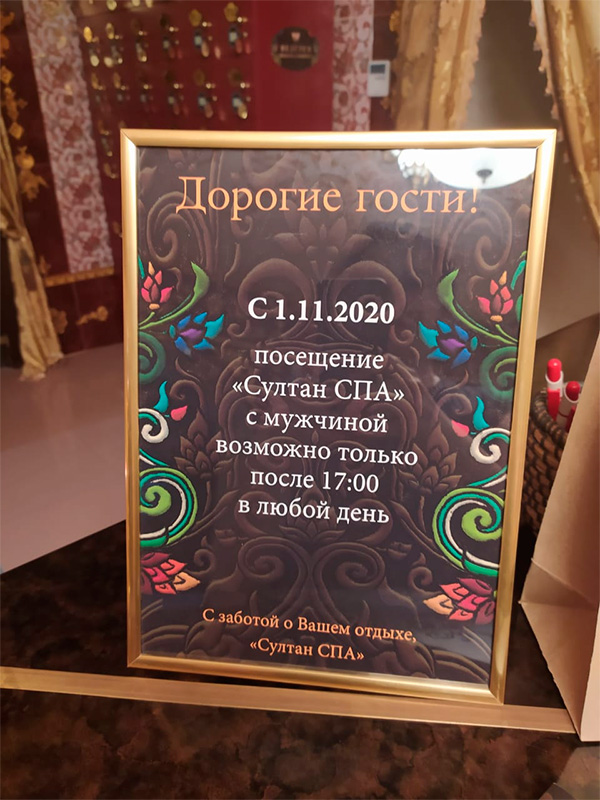 Дорогие гости!
С 1.11.2020
посещение
«Султан СПА»
с мужчиной
возможно только
после 17:00
в любой день
С заботой о Вашем отдыхе,
«Султан СПА»